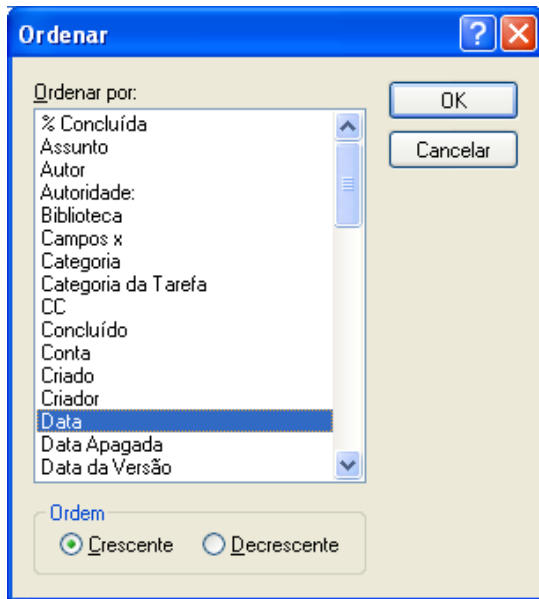 Ordenar
Ordenar por:
OK
Cancelar
% Concluída
Assunto
Autor
Autoridade:
Biblioteca
Campos x
Categoria
Categoria da Tarefa
CC
Concluído
Conta
Criado
Criador
Data
Data Apagada
Data da Versão
Ordem
Crescente
Decrescente